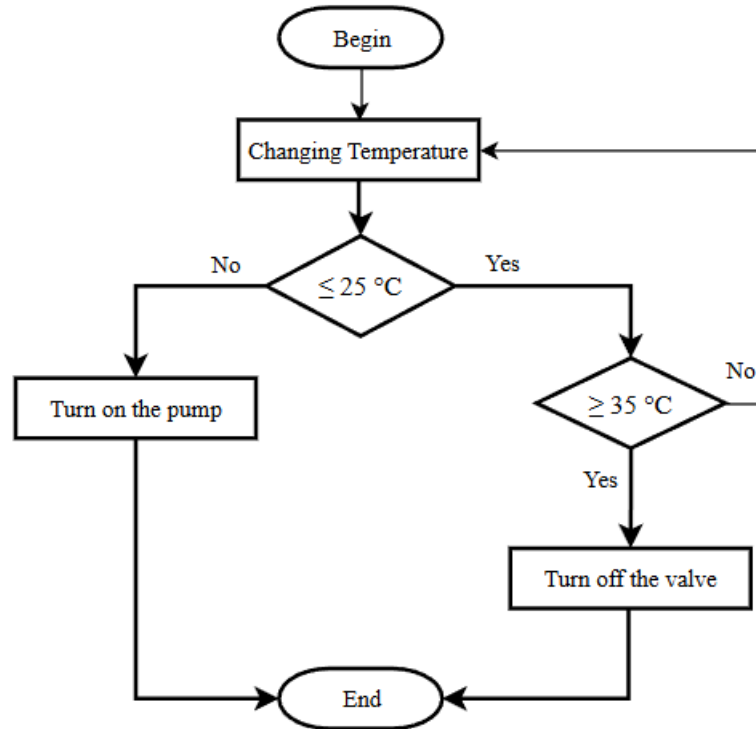 Begin
Changing Temperature
No
≤ 25 °C
Yes
Turn on the pump
≥ 35 °C
No
Yes
Turn off the valve
End